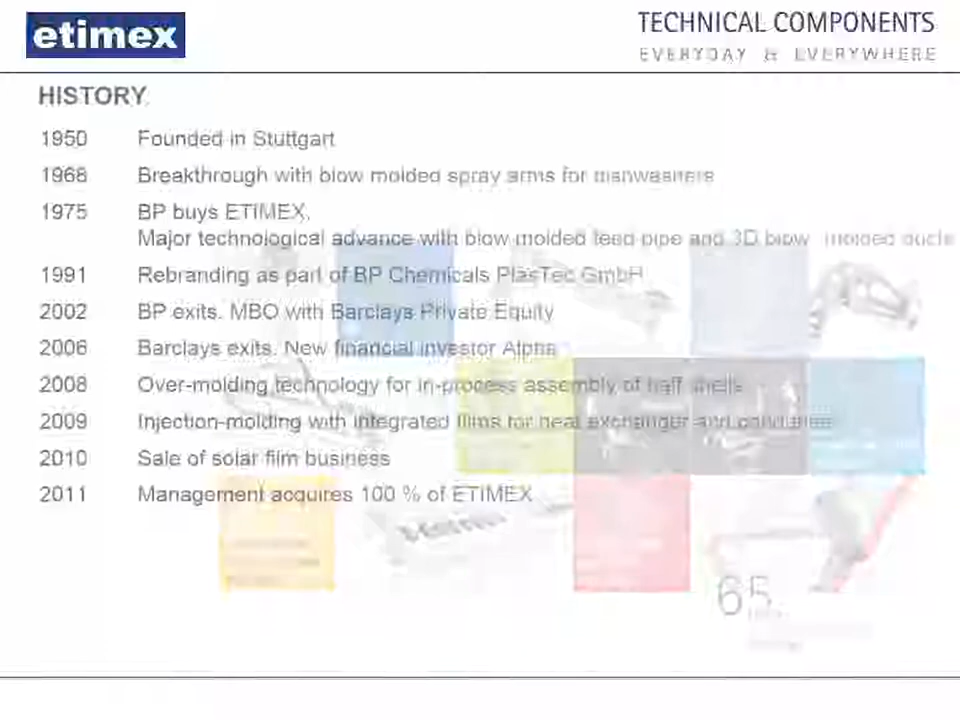 etimex
TECHNICAL COMPONENTS
EVERYDAY & EVERYWHERE
HISTORY
1950 Founded in Stuttgart
1968 Breakthrough with blow molded spray arms for dishwashers
1975 BP buys ETIMEX.
Major technological advance with blow molded feed pipe and 3D blow molded ducts
1991 Rebranding as part of BP Chemicals PlasTec GmbH
2002 BP exits. MBO with Barclays Private Equity
2006 Barclays exits. New financial investor Alpha
2008 Over-molding technology for in-process assembly of half shells
2009 Injection-molding with integrated films for heat exchanger and
2010 Sale of solar film business
2011 Management acquires 100 % of ETIMEX
65